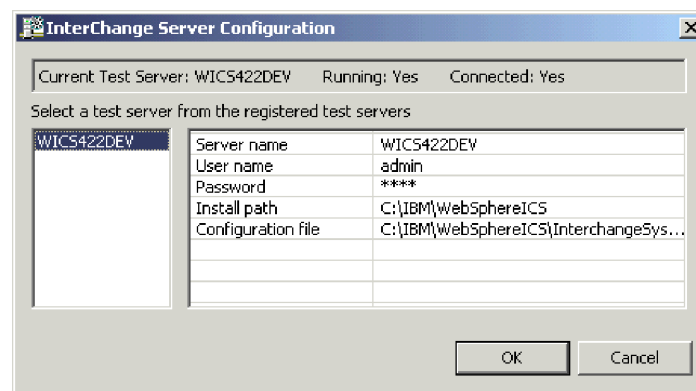 InterChange Server Configuration
Current Test Server: WICS422DEV Running: Yes Connected: Yes
Select a test server from the registered test servers
WICS422DEV
Server name WICS422DEV
User name admin
Password ****
Install path C:\IBM\WebSphereICS
Configuration file C:\IBM\WebSphereICS\InterchangeSys...
OK Cancel